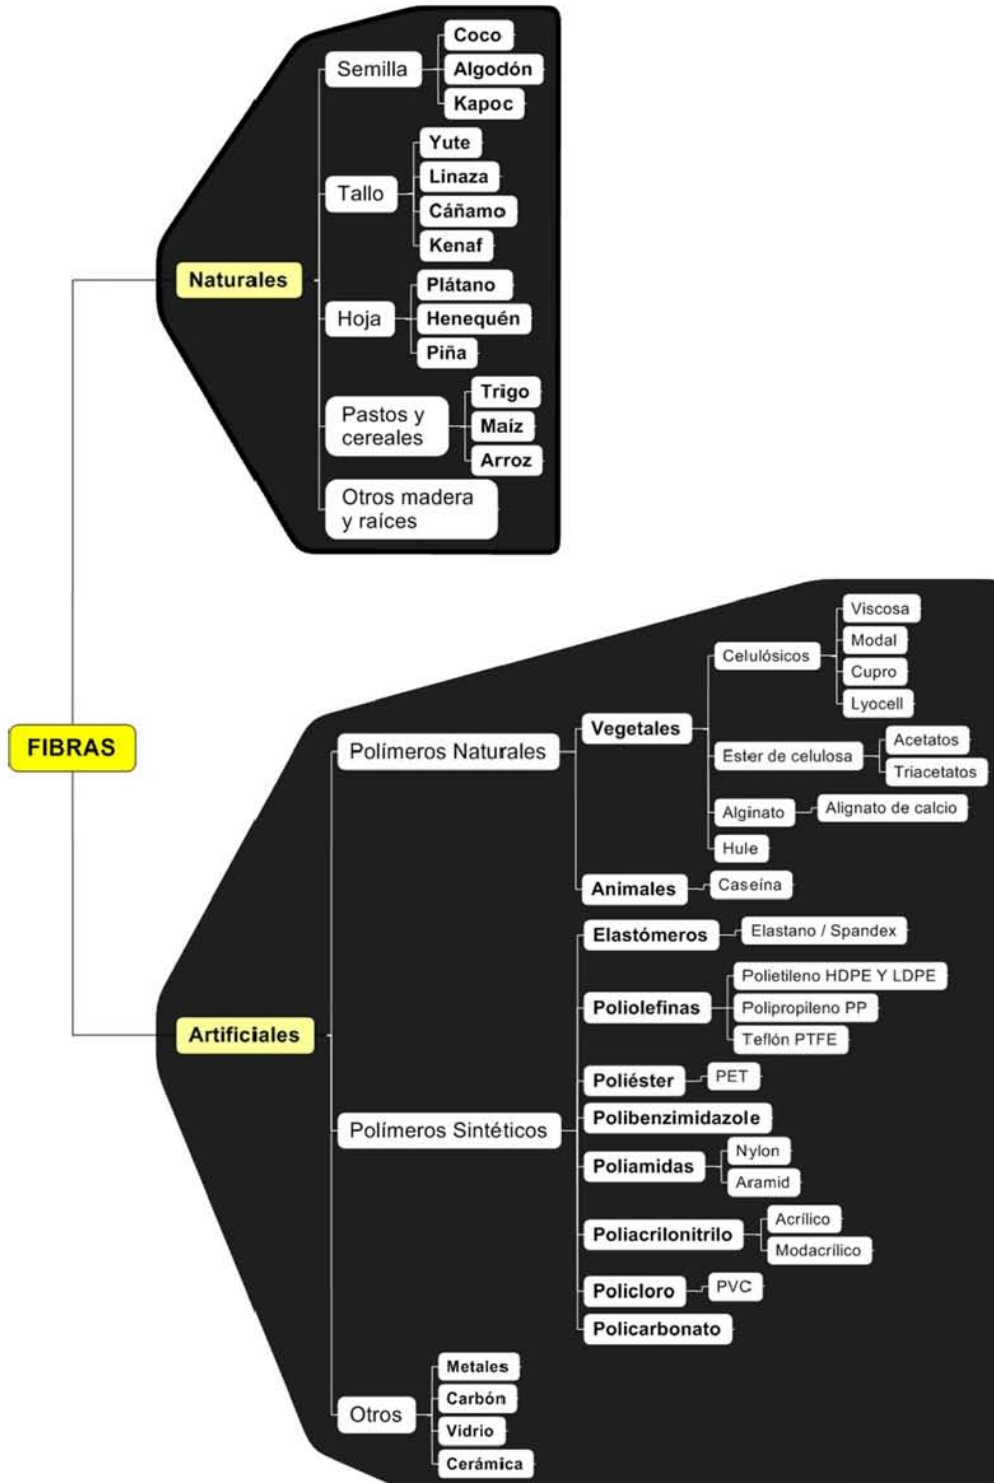 FIBRAS
Naturales
Semilla
Coco
Algodón
Kapoc
Tallo
Yute
Linaza
Cáñamo
Kenaf
Hoja
Plátano
Henequén
Piña
Pastos y
cereales
Trigo
Maíz
Arroz
Otros madera
y raíces
Artificiales
Polímeros Naturales
Vegetales
Celulósicos
Viscosa
Modal
Cupro
Lyocell
Ester de celulosa
Acetatos
Triacetatos
Alginato
Alignato de calcio
Hule
Animales
Caseína
Polímeros Sintéticos
Elastómeros
Elastano / Spandex
Poliolefinas
Polietileno HDPE Y LDPE
Polipropileno PP
Teflón PTFE
Poliéster
PET
Polibenzimidazole
Poliamidas
Nylon
Aramid
Poliacrilonitrilo
Acrílico
Modacrílico
Policloro
PVC
Policarbonato
Otros
Metales
Carbón
Vidrio
Cerámica